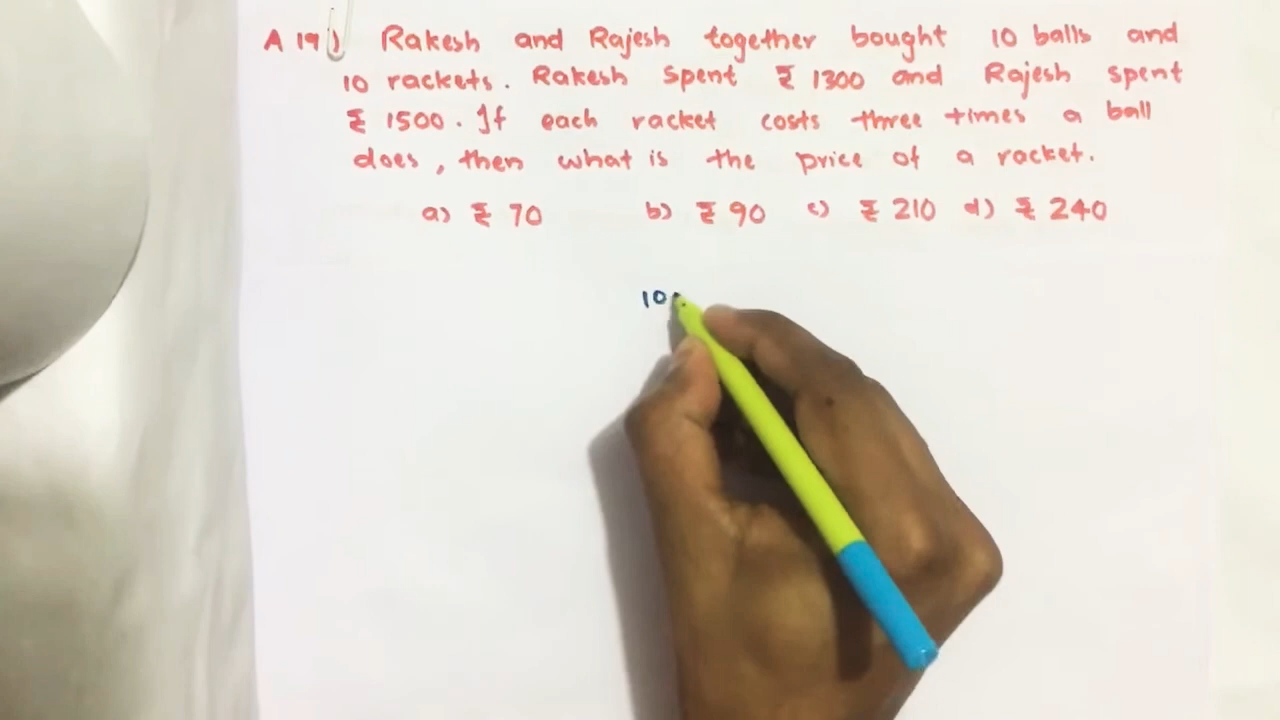 A 19) Rakesh and Rajesh together bought 10 balls and
10 rackets. Rakesh spent ₹ 1300 and Rajesh spent
₹ 1500. If each racket costs three times a ball
does, then what is the price of a racket.
a) ₹ 70 b) ₹ 90 c) ₹ 210 d) ₹ 240
10